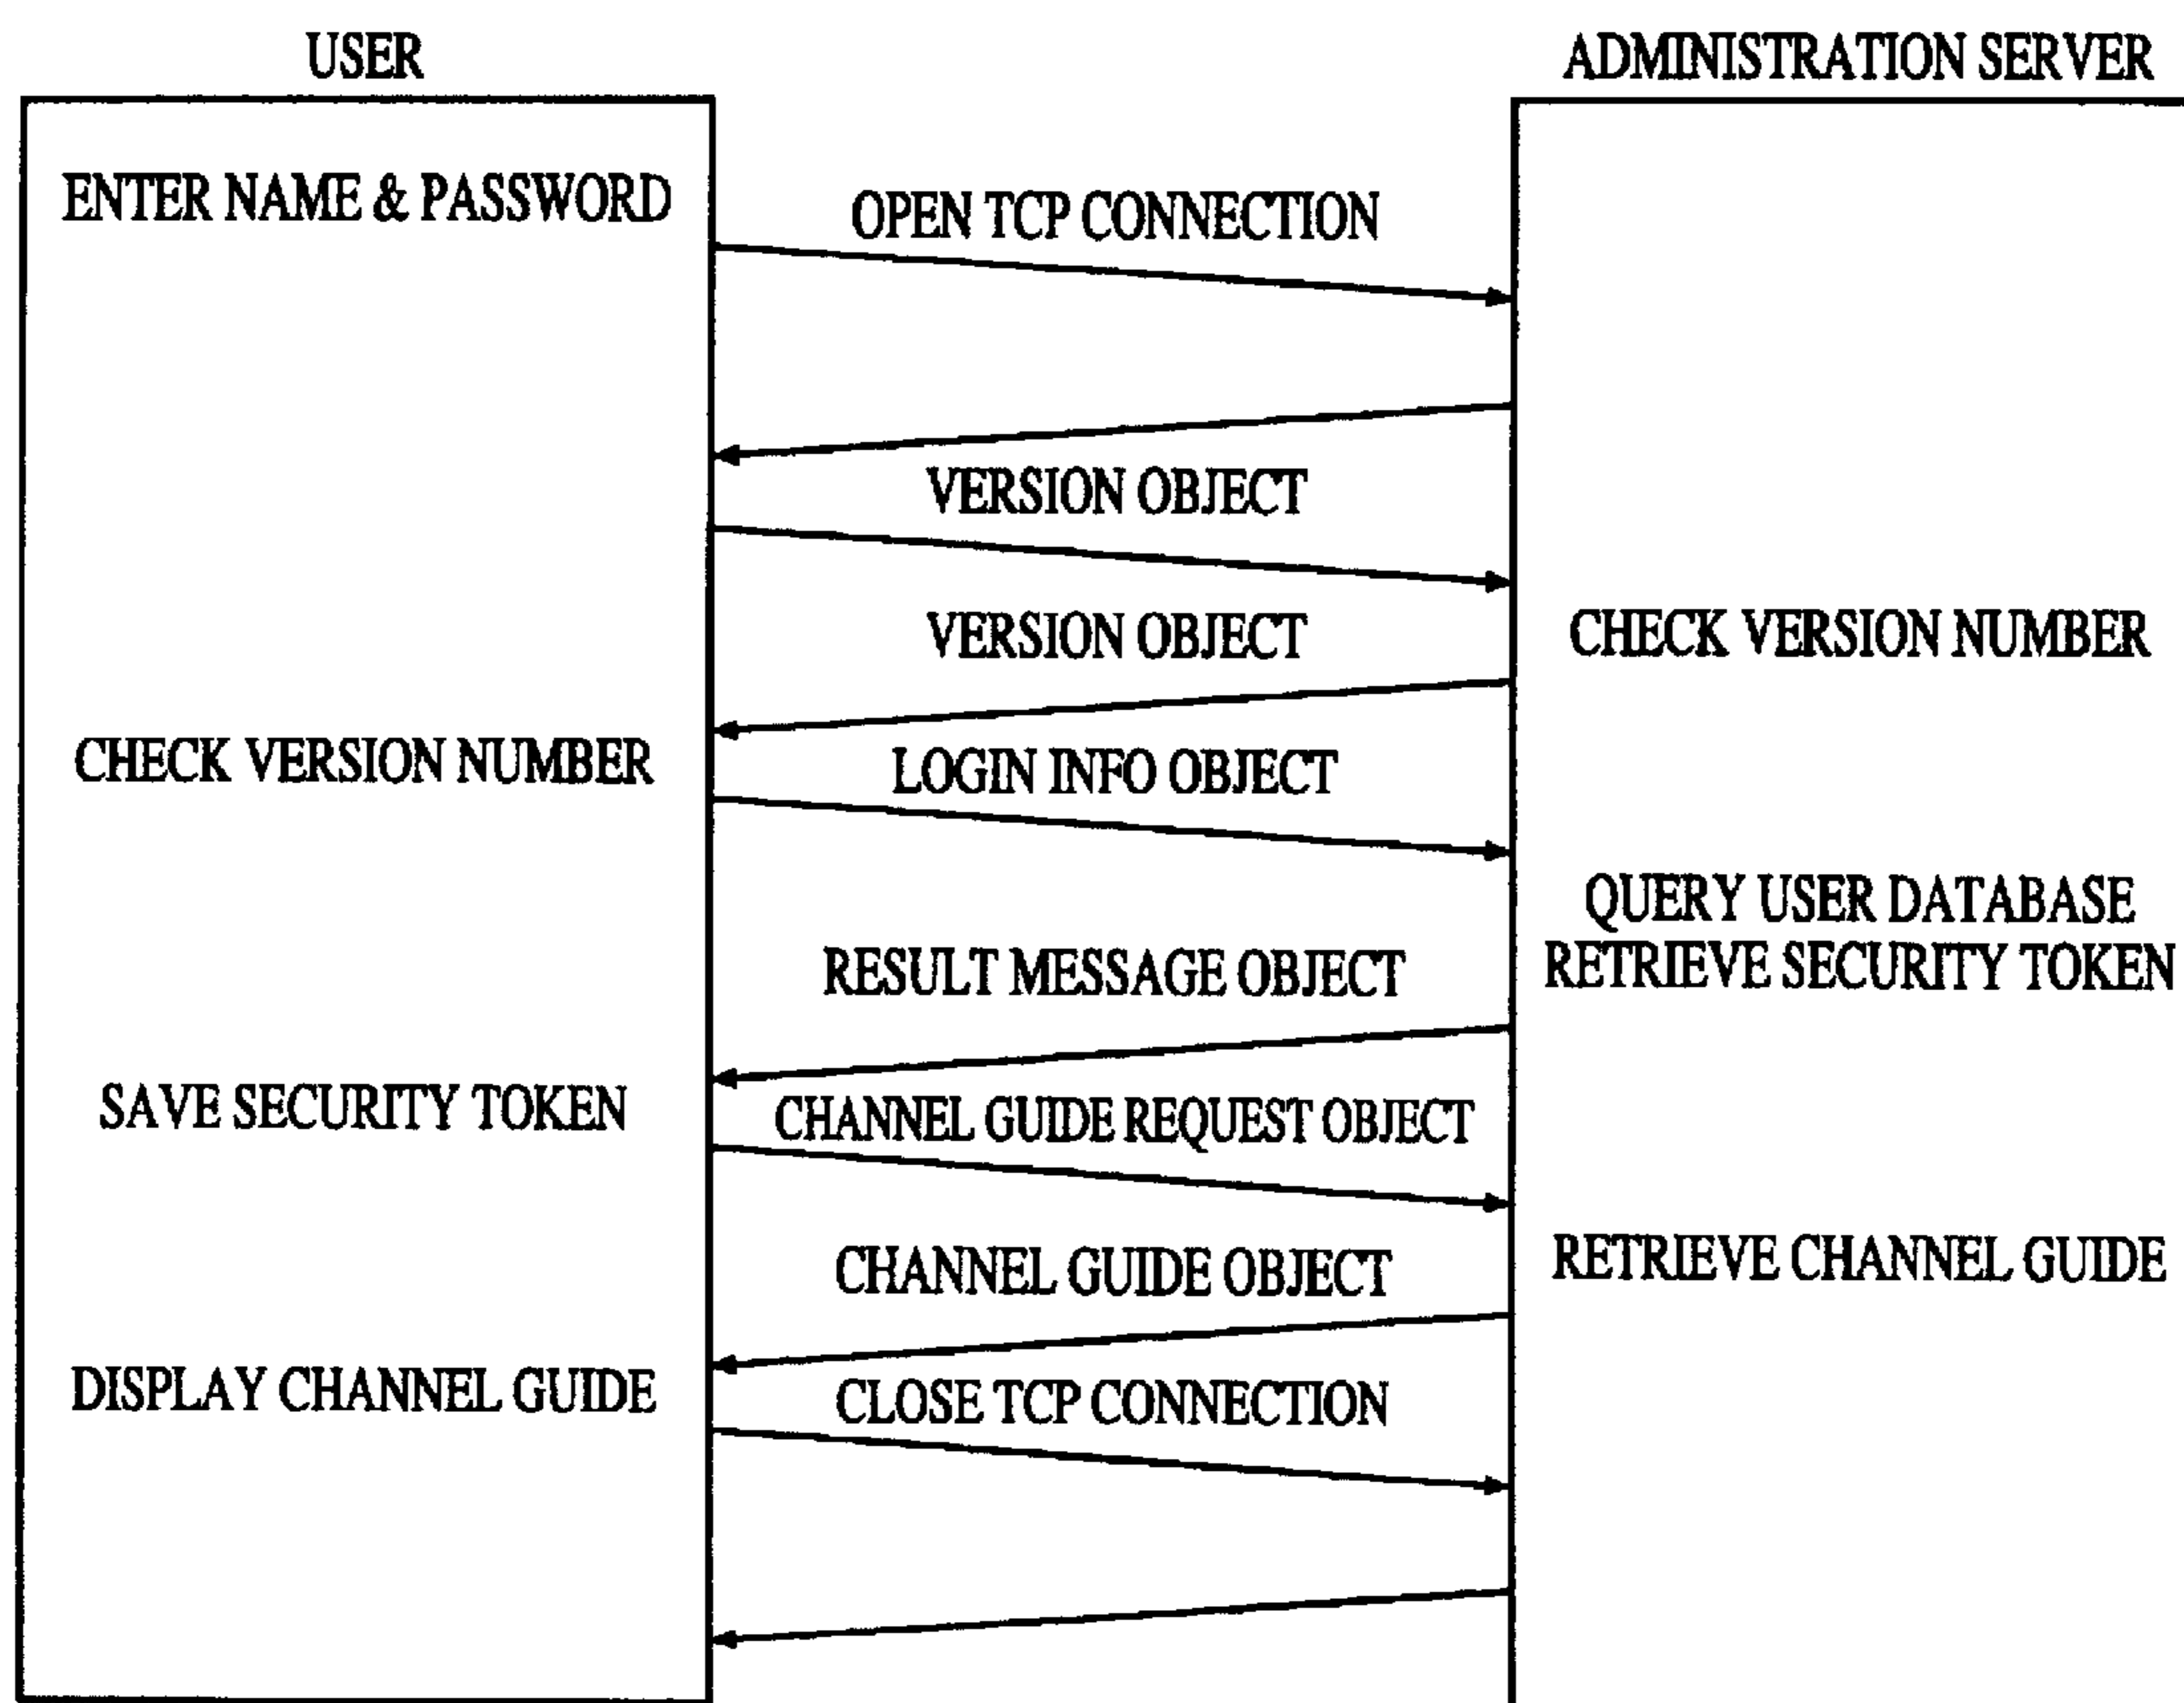 USER
ADMINISTRATION SERVER
ENTER NAME & PASSWORD
OPEN TCP CONNECTION
VERSION OBJECT
VERSION OBJECT
CHECK VERSION NUMBER
CHECK VERSION NUMBER
LOGIN INFO OBJECT
QUERY USER DATABASE
RETRIEVE SECURITY TOKEN
RESULT MESSAGE OBJECT
SAVE SECURITY TOKEN
CHANNEL GUIDE REQUEST OBJECT
CHANNEL GUIDE OBJECT
RETRIEVE CHANNEL GUIDE
DISPLAY CHANNEL GUIDE
CLOSE TCP CONNECTION